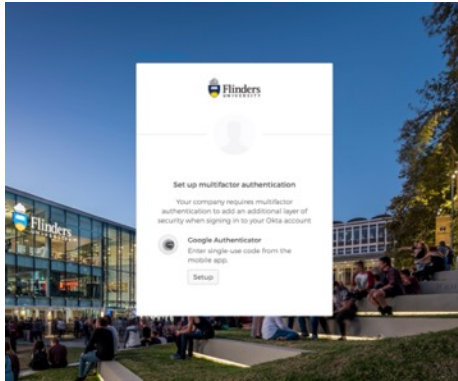 Flinders
UNIVERSITY
Set up multifactor authentication
Your company requires multifactor
authentication to add an additional layer of
security when signing in to your Okta account
Google Authenticator
Enter single use code from the
mobile app.
Setup
Flinders